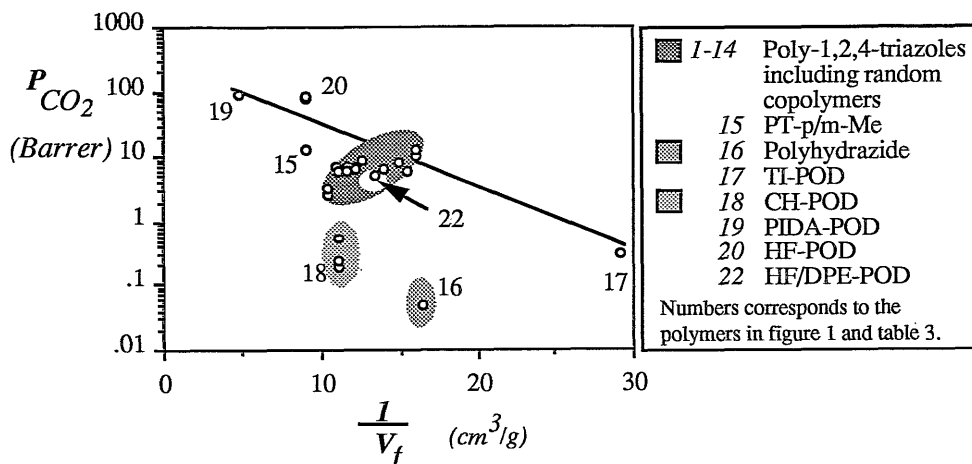 1000
100
10
1
.1
.01
P CO2
(Barrer)
19
20
15
22
18
16
17
0
10
20
30
1/Vf (cm³/g)
1-14 Poly-1,2,4-triazoles
including random
copolymers
15 PT-p/m-Me
16 Polyhydrazide
17 TI-POD
18 CH-POD
19 PIDA-POD
20 HF-POD
22 HF/DPE-POD
Numbers corresponds to the
polymers in figure 1 and table 3.